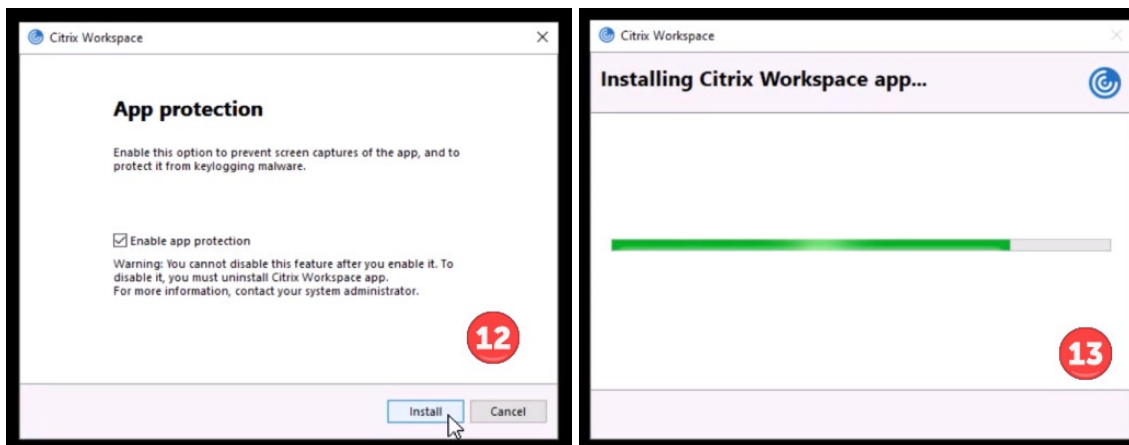 Citrix Workspace
App protection
Enable this option to prevent screen captures of the app, and to
protect it from keylogging malware.
Enable app protection
Warning: You cannot disable this feature after you enable it. To
disable it, you must uninstall Citrix Workspace app.
For more information, contact your system administrator.
12
Install
Cancel
Citrix Workspace
Installing Citrix Workspace app...
13